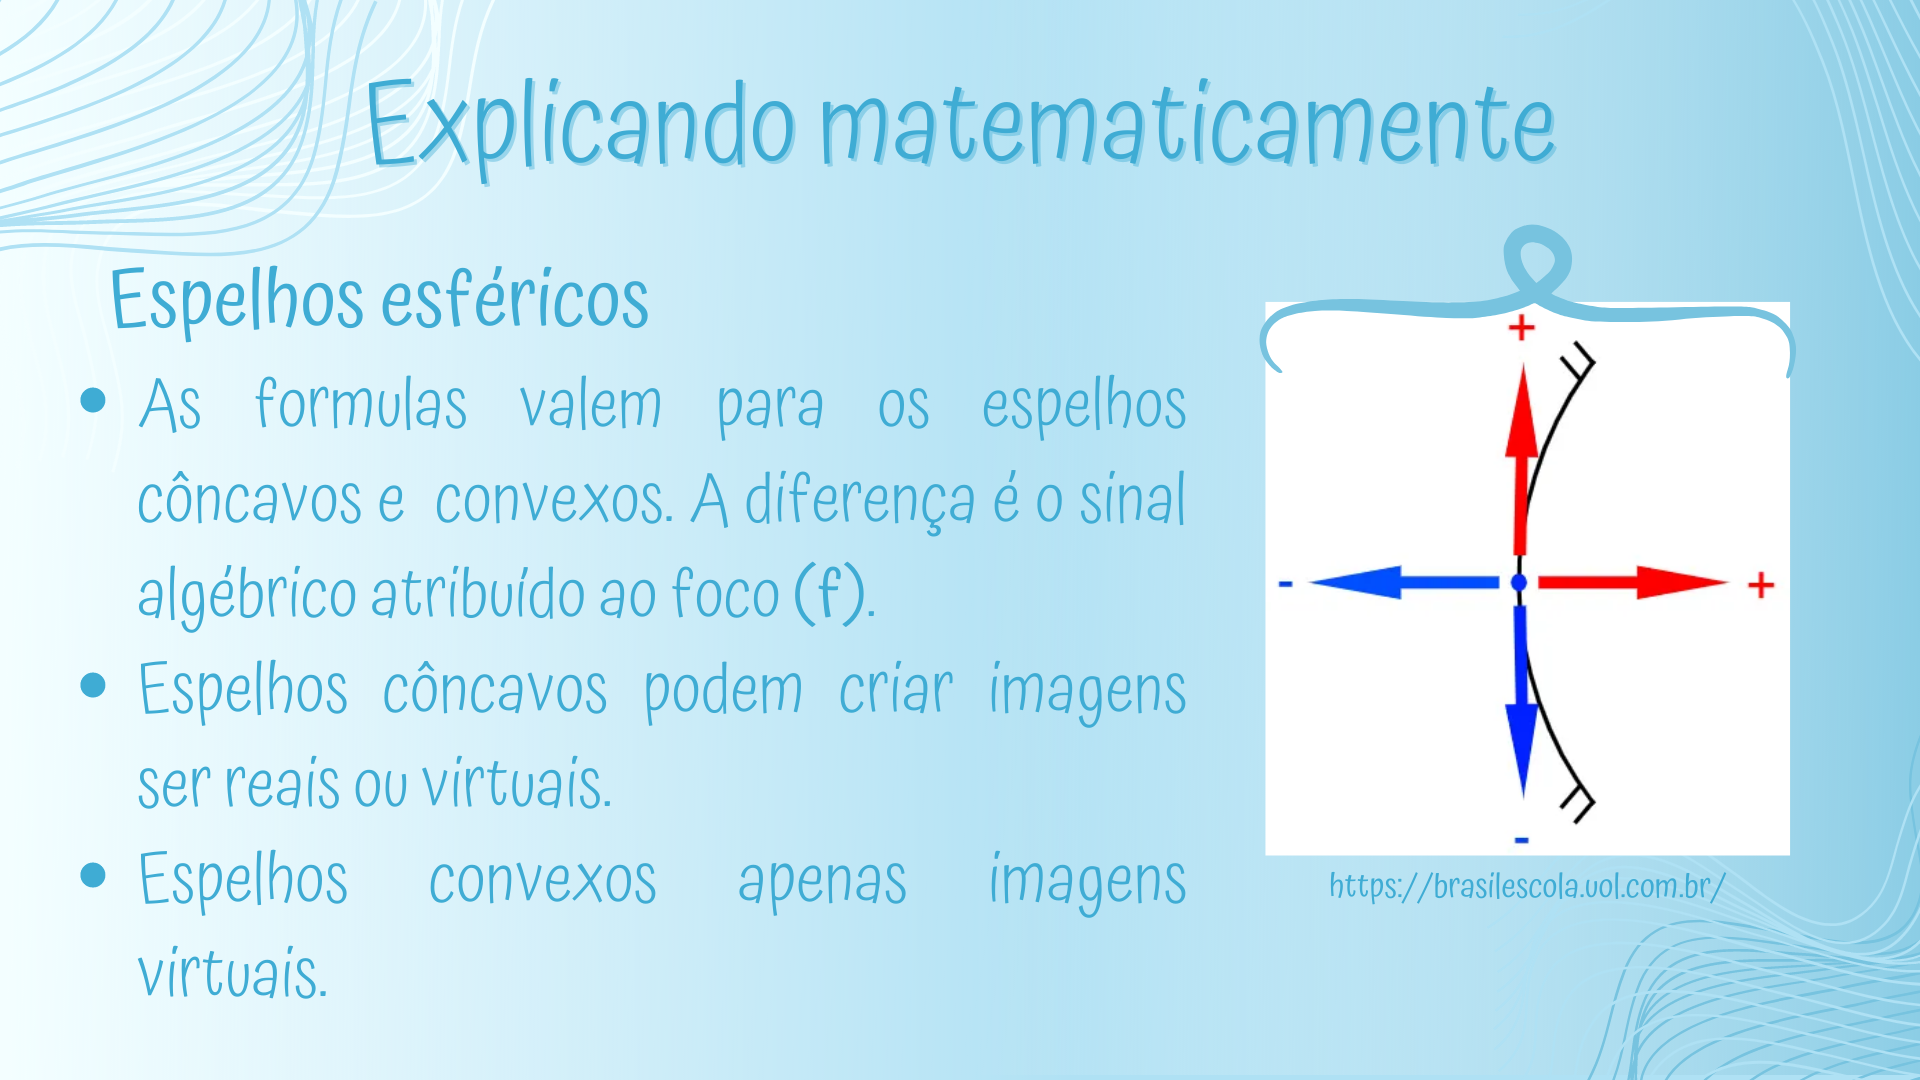 Explicando matematicamente
Espelhos esféricos
• As formulas valem para os espelhos
côncavos e convexos. A diferença é o sinal
algébrico atribuído ao foco (f).
• Espelhos côncavos podem criar imagens
ser reais ou virtuais.
• Espelhos convexos apenas imagens
virtuais.
+
- +
-
https://brasilescola.uol.com.br/